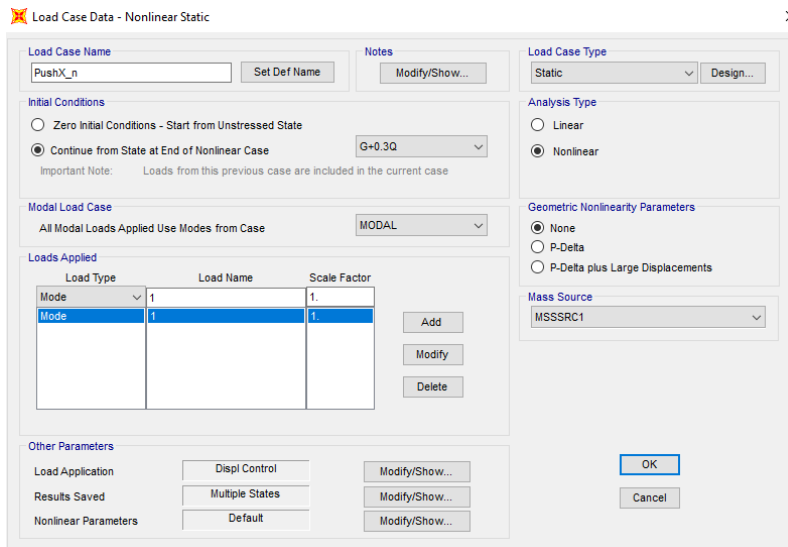 Load Case Data - Nonlinear Static
Load Case Name
PushX_n
Set Def Name
Notes
Modify/Show...
Load Case Type
Static
Design...
Initial Conditions
Zero Initial Conditions - Start from Unstressed State
Continue from State at End of Nonlinear Case
G+0.3Q
Important Note: Loads from this previous case are included in the current case
Analysis Type
Linear
Nonlinear
Modal Load Case
All Modal Loads Applied Use Modes from Case
MODAL
Geometric Nonlinearity Parameters
None
P-Delta
P-Delta plus Large Displacements
Loads Applied
Load Type Load Name Scale Factor
Mode 1 1.
Mode 1 1.
Add
Modify
Delete
Mass Source
MSSSRC1
Other Parameters
Load Application Displ Control Modify/Show...
Results Saved Multiple States Modify/Show...
Nonlinear Parameters Default Modify/Show...
OK
Cancel